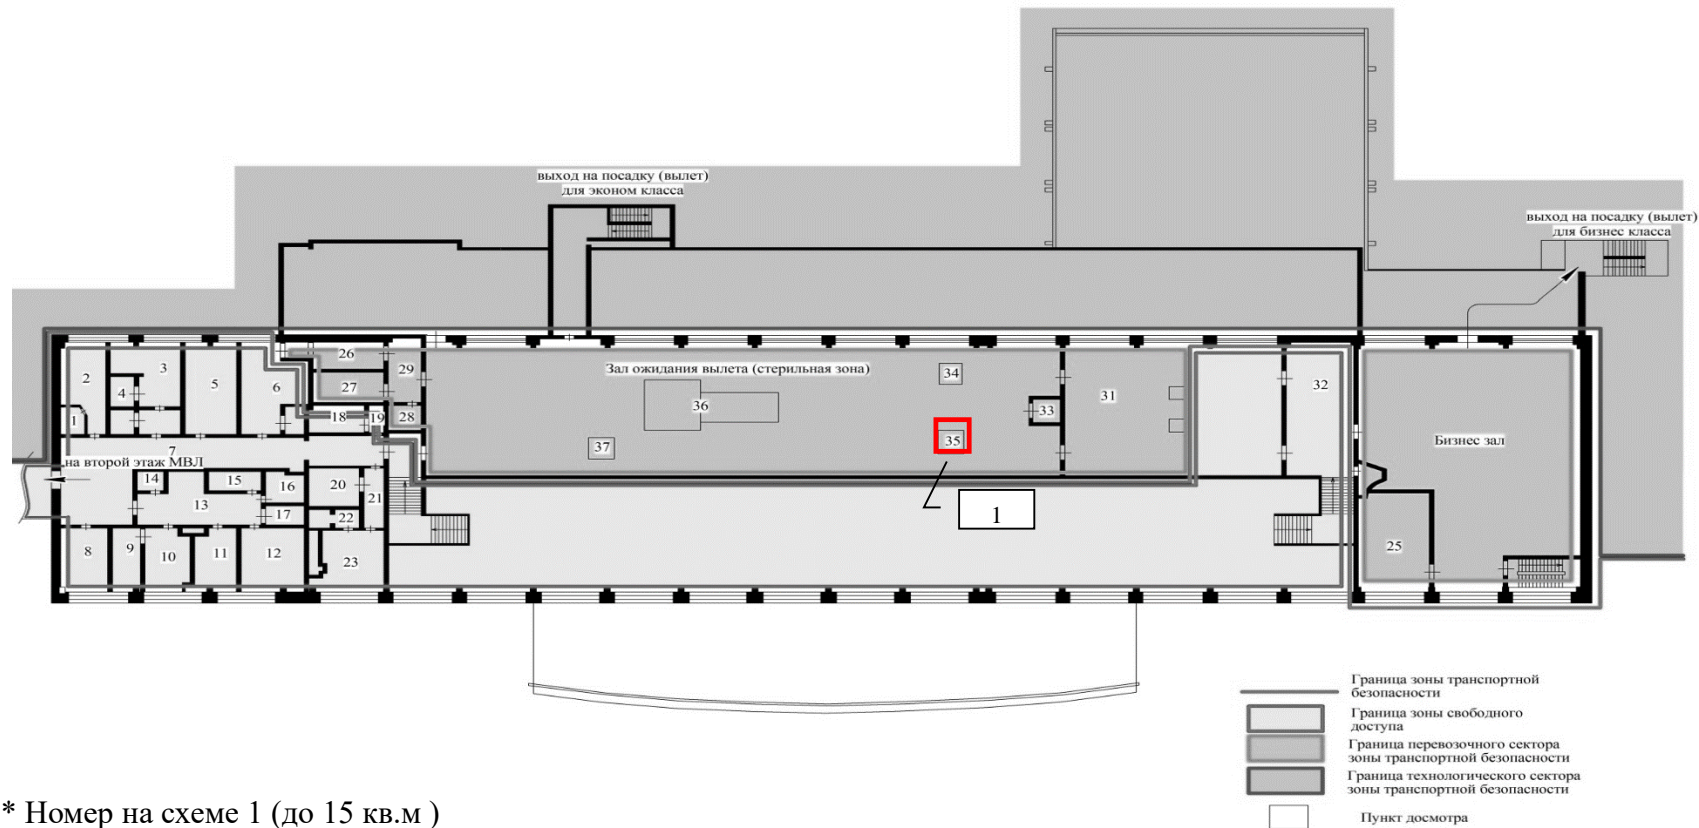 выход на посадку (вылет)
для эконом класса
выход на посадку (вылет)
для бизнес класса
26
29
Зал ожидания вылета (стерильная зона)
34
2
3
4
5
6
27
31
32
36
33
1
18
19
28
35
37
Бизнес зал
7
на второй этаж МВЛ
14
15
16
20
21
13
17
22
1
8
9
10
11
12
23
25
Граница зоны транспортной
безопасности
Граница зоны свободного
доступа
Граница перевозочного сектора
зоны транспортной безопасности
Граница технологического сектора
зоны транспортной безопасности
Пункт досмотра
* Номер на схеме 1 (до 15 кв.м )